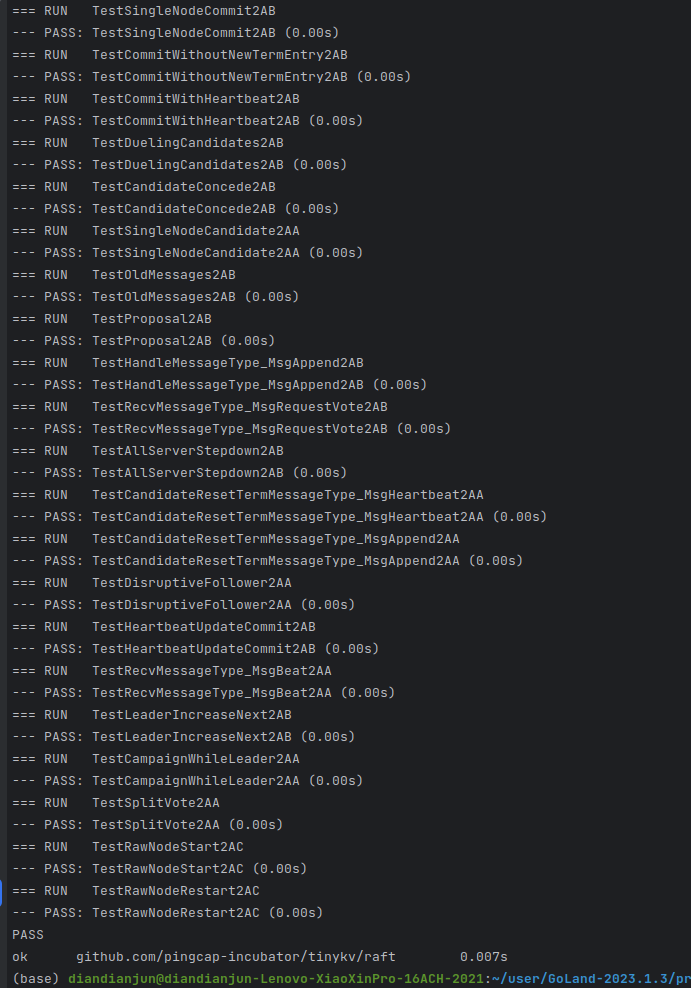 === RUN   TestSingleNodeCommit2AB
--- PASS: TestSingleNodeCommit2AB (0.00s)
=== RUN   TestCommitWithoutNewTermEntry2AB
--- PASS: TestCommitWithoutNewTermEntry2AB (0.00s)
=== RUN   TestCommitWithHeartbeat2AB
--- PASS: TestCommitWithHeartbeat2AB (0.00s)
=== RUN   TestDuelingCandidates2AB
--- PASS: TestDuelingCandidates2AB (0.00s)
=== RUN   TestCandidateConcede2AB
--- PASS: TestCandidateConcede2AB (0.00s)
=== RUN   TestSingleNodeCandidate2AA
--- PASS: TestSingleNodeCandidate2AA (0.00s)
=== RUN   TestOldMessages2AB
--- PASS: TestOldMessages2AB (0.00s)
=== RUN   TestProposal2AB
--- PASS: TestProposal2AB (0.00s)
=== RUN   TestHandleMessageType_MsgAppend2AB
--- PASS: TestHandleMessageType_MsgAppend2AB (0.00s)
=== RUN   TestRecvMessageType_MsgRequestVote2AB
--- PASS: TestRecvMessageType_MsgRequestVote2AB (0.00s)
=== RUN   TestAllServerStepdown2AB
--- PASS: TestAllServerStepdown2AB (0.00s)
=== RUN   TestCandidateResetTermMessageType_MsgHeartbeat2AA
--- PASS: TestCandidateResetTermMessageType_MsgHeartbeat2AA (0.00s)
=== RUN   TestCandidateResetTermMessageType_MsgAppend2AA
--- PASS: TestCandidateResetTermMessageType_MsgAppend2AA (0.00s)
=== RUN   TestDisruptiveFollower2AA
--- PASS: TestDisruptiveFollower2AA (0.00s)
=== RUN   TestHeartbeatUpdateCommit2AB
--- PASS: TestHeartbeatUpdateCommit2AB (0.00s)
=== RUN   TestRecvMessageType_MsgBeat2AA
--- PASS: TestRecvMessageType_MsgBeat2AA (0.00s)
=== RUN   TestLeaderIncreaseNext2AB
--- PASS: TestLeaderIncreaseNext2AB (0.00s)
=== RUN   TestCampaignWhileLeader2AA
--- PASS: TestCampaignWhileLeader2AA (0.00s)
=== RUN   TestSplitVote2AA
--- PASS: TestSplitVote2AA (0.00s)
=== RUN   TestRawNodeStart2AC
--- PASS: TestRawNodeStart2AC (0.00s)
=== RUN   TestRawNodeRestart2AC
--- PASS: TestRawNodeRestart2AC (0.00s)
PASS
ok      github.com/pingcap-incubator/tinykv/raft        0.007s
(base) diandianjun@diandianjun-Lenovo-XiaoXinPro-16ACH-2021:~/user/GoLand-2023.1.3/pr